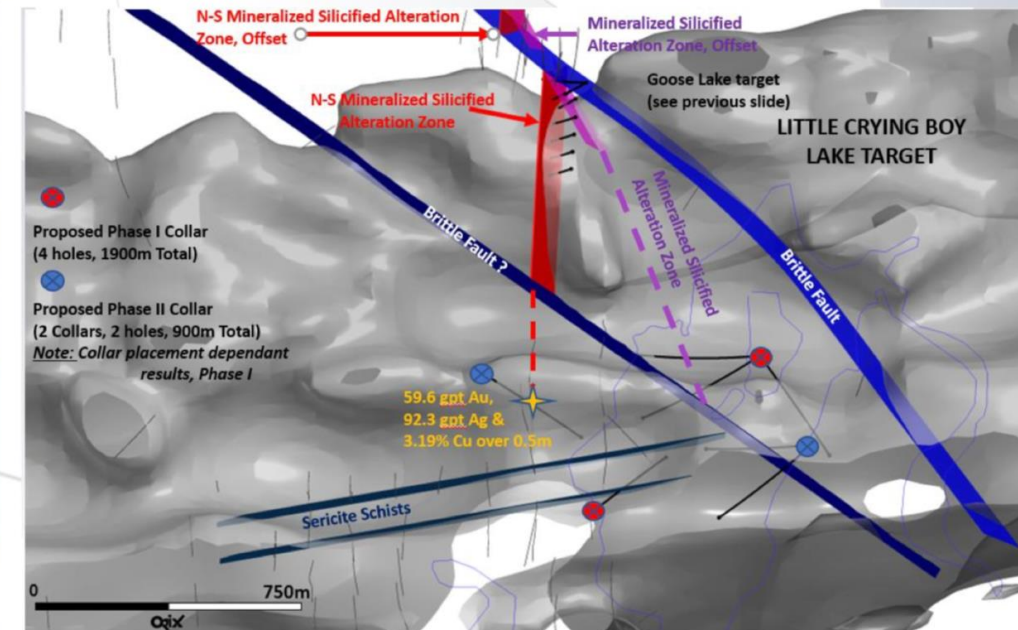 N-S Mineralized Silicified Alteration
Zone, Offset
Mineralized Silicified
Alteration Zone, Offset
Goose Lake target
(see previous slide)
LITTLE CRYING BOY
LAKE TARGET
N-S Mineralized Silicified
Alteration Zone
Mineralized Silicified
Alteration Zone
Brittle Fault ?
Brittle Fault
Proposed Phase I Collar
(4 holes, 1900m Total)
Proposed Phase II Collar
(2 Collars, 2 holes, 900m Total)
Note: Collar placement dependant
results, Phase I
59.6 gpt Au,
92.3 gpt Ag &
3.19% Cu over 0.5m
Sericite Schists
0 750m